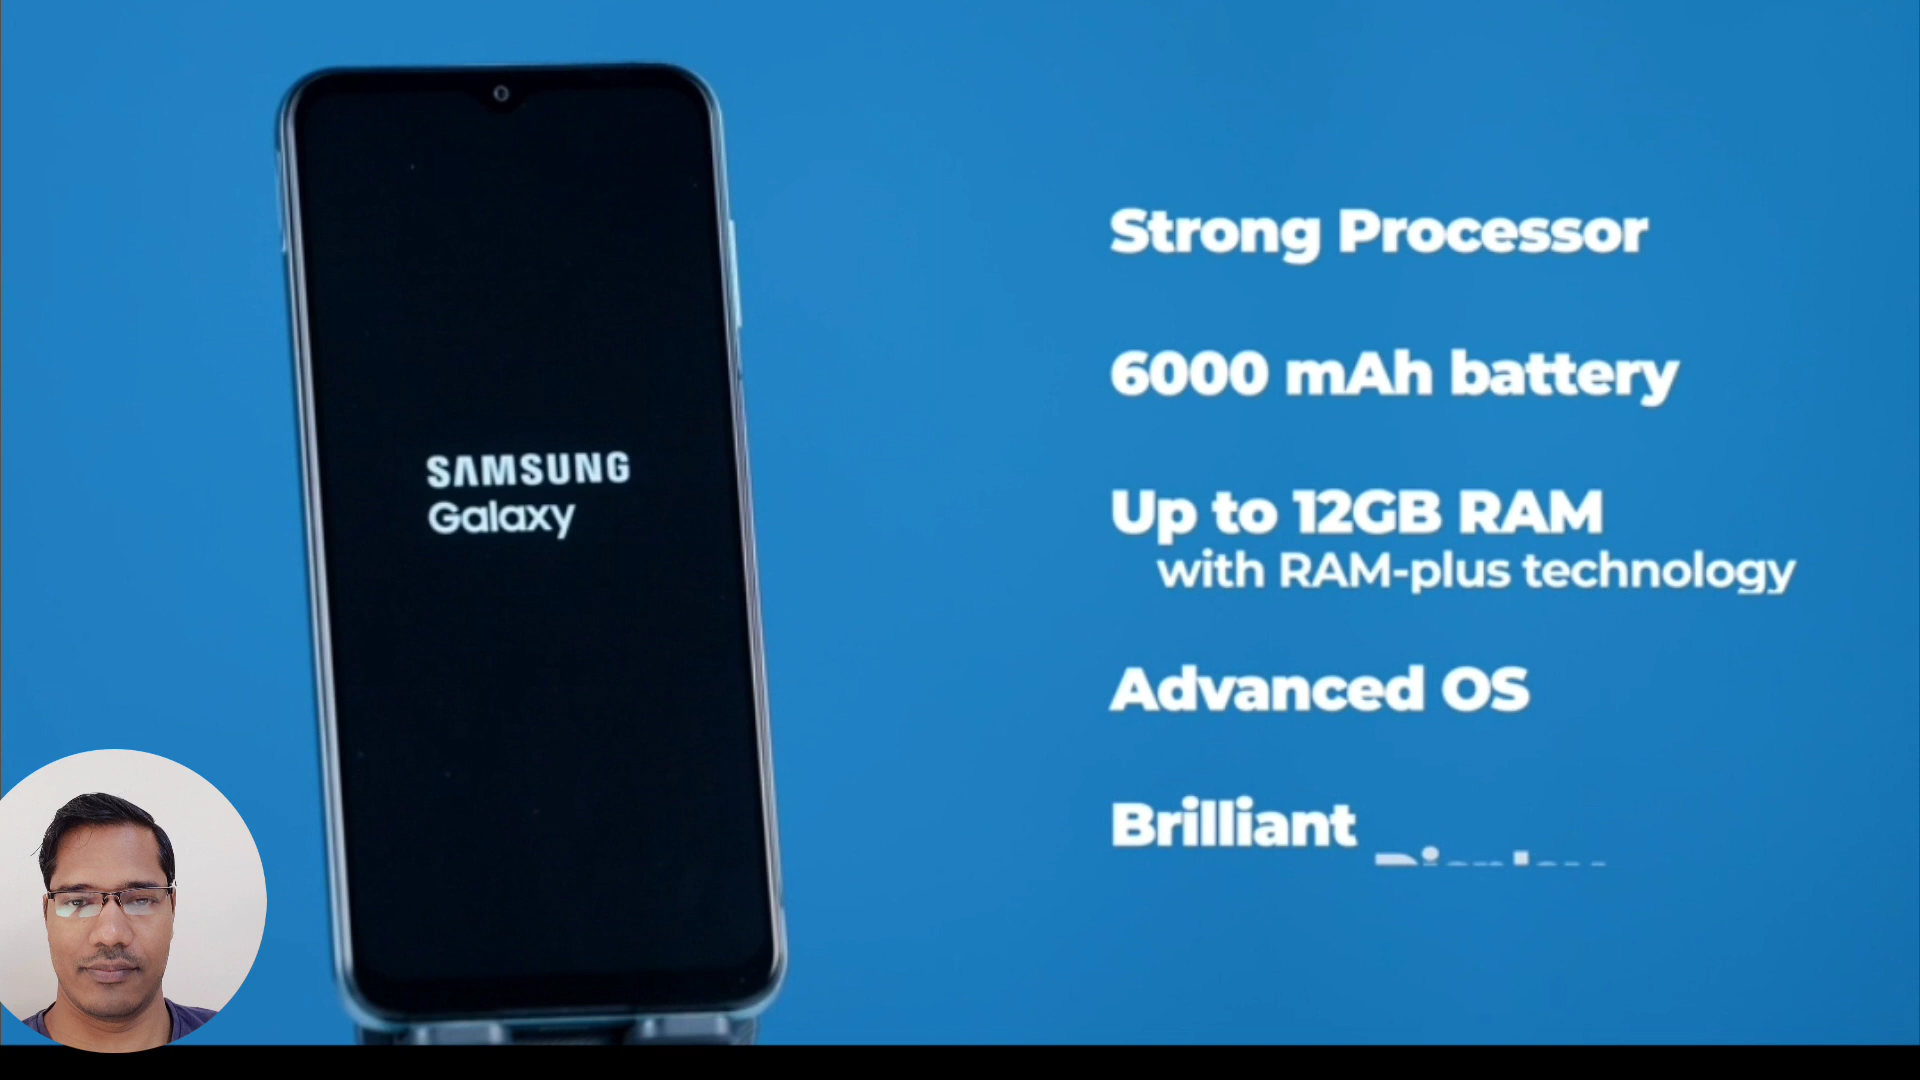 SAMSUNG
Galaxy
Strong Processor
6000 mAh battery
Up to 12GB RAM
with RAM-plus technology
Advanced OS
Brilliant